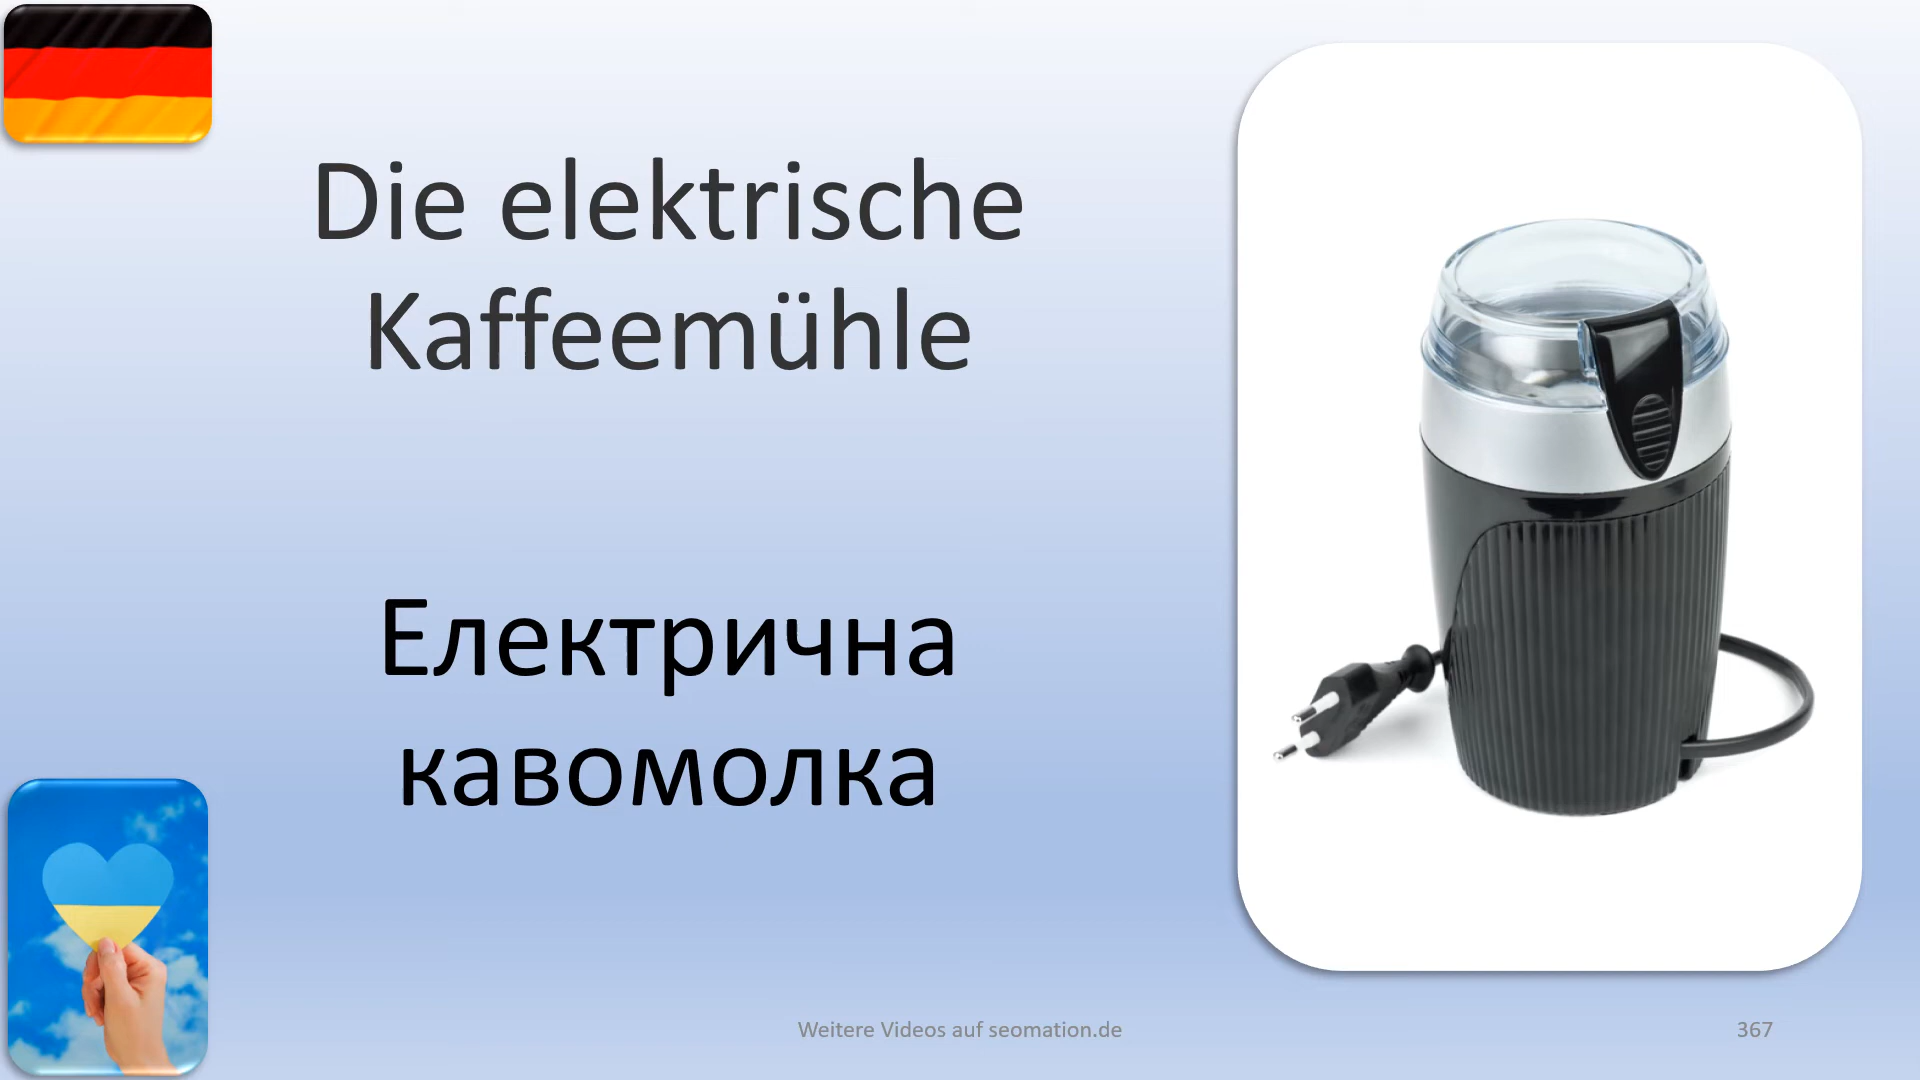 Die elektrische
Kaffeemühle
Електрична
кавомолка
Weitere Videos auf seomation.de
367